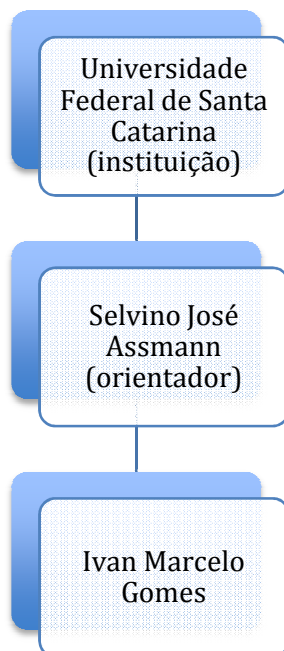 Universidade
Federal de Santa
Catarina
(instituição)
Selvino José
Assmann
(orientador)
Ivan Marcelo
Gomes